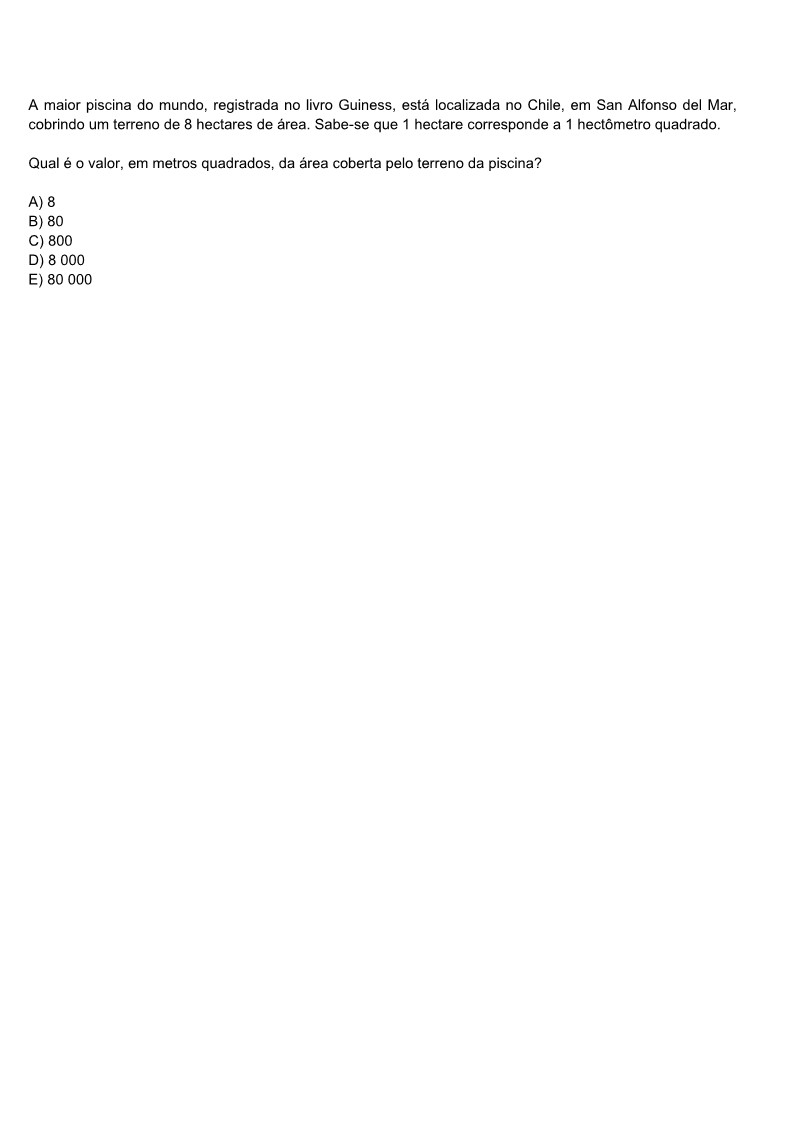 A maior piscina do mundo, registrada no livro Guiness, está localizada no Chile, em San Alfonso del Mar,
cobrindo um terreno de 8 hectares de área. Sabe-se que 1 hectare corresponde a 1 hectômetro quadrado.
Qual é o valor, em metros quadrados, da área coberta pelo terreno da piscina?
A) 8
B) 80
C) 800
D) 8 000
E) 80 000